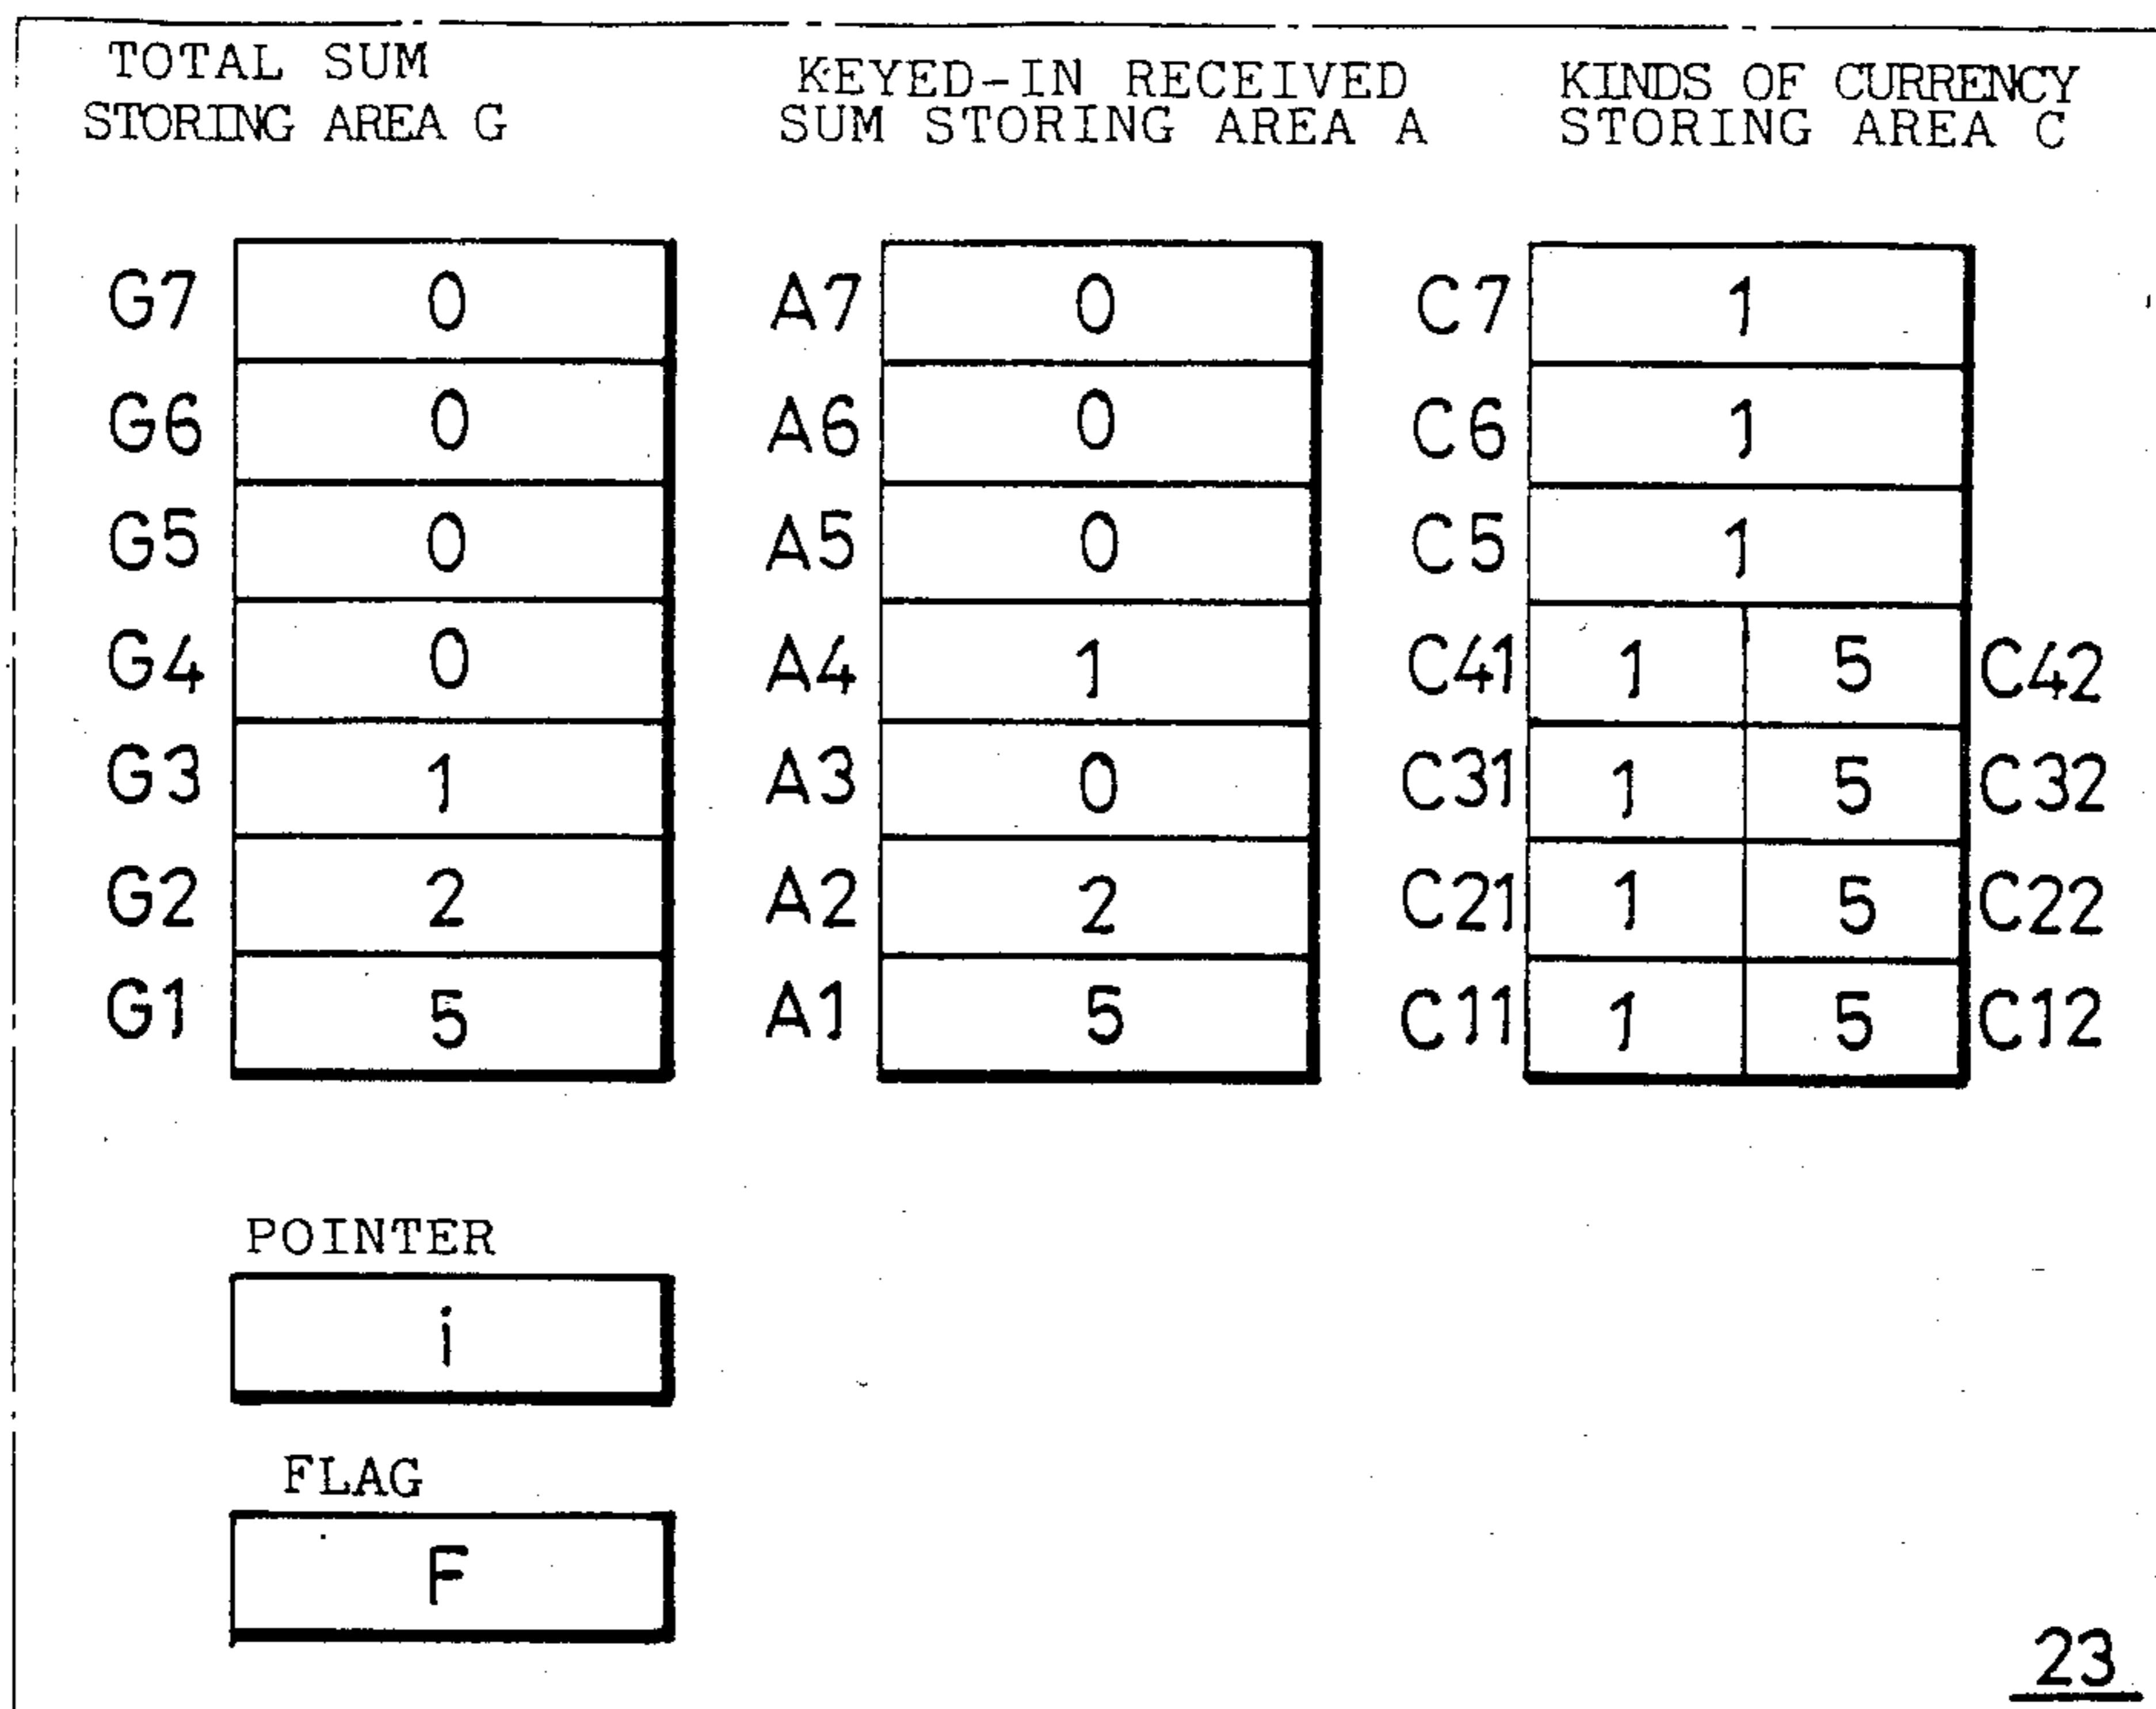 TOTAL SUM
STORING AREA G
KEYED-IN RECEIVED
SUM STORING AREA A
KINDS OF CURRENCY
STORING AREA C
G7 0 A7 0 C7 1
G6 0 A6 0 C6 1
G5 0 A5 0 C5 1
G4 0 A4 1 C41 1 5 C42
G3 1 A3 0 C31 1 5 C32
G2 2 A2 2 C21 1 5 C22
G1 5 A1 5 C11 1 5 C12
POINTER
i
FLAG
F
23